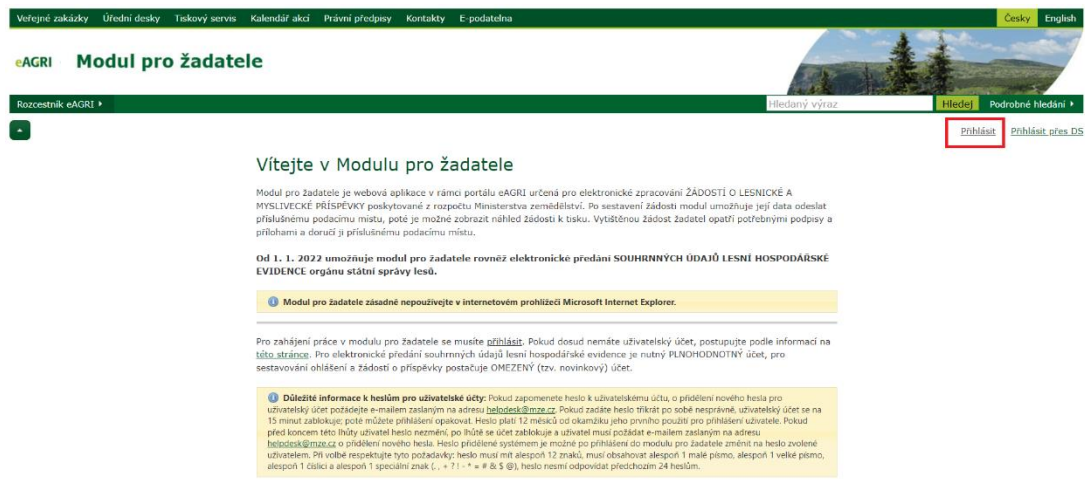 Veřejné zakázky Úřední desky Tiskový servis Kalendář akcí Právní předpisy Kontakty E-podatelna Česky English
eAGRI Modul pro žadatele
Rozcestník eAGRI Hledaný výraz Hledej Podrobné hledání
Přihlásit Přihlásit přes DS
Vítejte v Modulu pro žadatele
Modul pro žadatele je webová aplikace v rámci portálu eAGRI určená pro elektronické zpracování ŽÁDOSTÍ O LESNICKÉ A
MYSLIVECKÉ PŘÍSPĚVKY poskytované z rozpočtu Ministerstva zemědělství. Po sestavení žádosti modul umožňuje její data odeslat
příslušnému podacímu místu, poté je možné zobrazit náhled žádosti k tisku. Vytištěnou žádost žadatel opatří potřebnými podpisy a
přílohami a doručí ji příslušnému podacímu místu.
Od 1. 1. 2022 umožňuje modul pro žadatele rovněž elektronické předání SOUHRNNÝCH ÚDAJŮ LESNÍ HOSPODÁŘSKÉ
EVIDENCE orgánu státní správy lesů.
Modul pro žadatele zásadně nepoužívejte v internetovém prohlížeči Microsoft Internet Explorer.
Pro zahájení práce v modulu pro žadatele se musíte přihlásit. Pokud dosud nemáte uživatelský účet, postupujte podle informací na
této stránce. Pro elektronické předání souhrnných údajů lesní hospodářské evidence je nutný PLNOHODNOTNÝ účet, pro
sestavování ohlášení a žádostí o příspěvky postačuje OMEZENÝ (tzv. novinkový) účet.
Důležité informace k heslům pro uživatelské účty: Pokud zapomenete heslo k uživatelskému účtu, o přidělení nového hesla pro
uživatelský účet požádejte e-mailem zaslaným na adresu helpdesk@mze.cz. Pokud zadáte heslo třikrát po sobě nesprávně, uživatelský účet se na
15 minut zablokuje; poté můžete přihlášení opakovat. Heslo platí 12 měsíců od okamžiku jeho prvního použití pro přihlášení uživatele. Pokud
před koncem této lhůty uživatel heslo nezmění, po lhůtě se účet zablokuje a uživatel musí požádat e-mailem zaslaným na adresu
helpdesk@mze.cz o přidělení nového hesla. Heslo přidělené systémem je možné po přihlášení do modulu pro žadatele změnit na heslo zvolené
uživatelem. Při volbě respektujte tyto požadavky: heslo musí mít alespoň 12 znaků, musí obsahovat alespoň 1 malé písmo, alespoň 1 velké písmo,
alespoň 1 číslici a alespoň 1 speciální znak (, . + ? ! - * = # & $ @), heslo nesmí odpovídat předchozím 24 heslům.